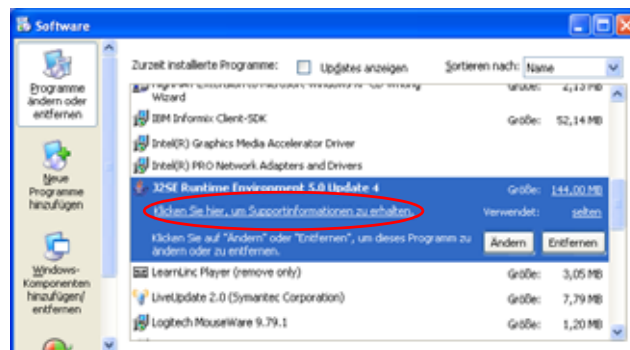 Software
Programme
ändern oder
entfernen
Neue
Programme
hinzufügen
Windows-
Komponenten
hinzufügen/
entfernen
Zurzeit installierte Programme: Updates anzeigen Sortieren nach: Name
Wizard Größe: 2,13 MB
IBM Informix Client-SDK Größe: 52,14 MB
Intel(R) Graphics Media Accelerator Driver
Intel(R) PRO Network Adapters and Drivers
J2SE Runtime Environment 5.0 Update 4 Größe: 144,00 MB
Klicken Sie hier, um Supportinformationen zu erhalten. Verwendet: selten
Klicken Sie auf "Ändern" oder "Entfernen", um dieses Programm zu
ändern oder zu entfernen. Ändern Entfernen
LearnLinc Player (remove only) Größe: 3,05 MB
LiveUpdate 2.0 (Symantec Corporation) Größe: 7,79 MB
Logitech MouseWare 9.79.1 Größe: 1,20 MB